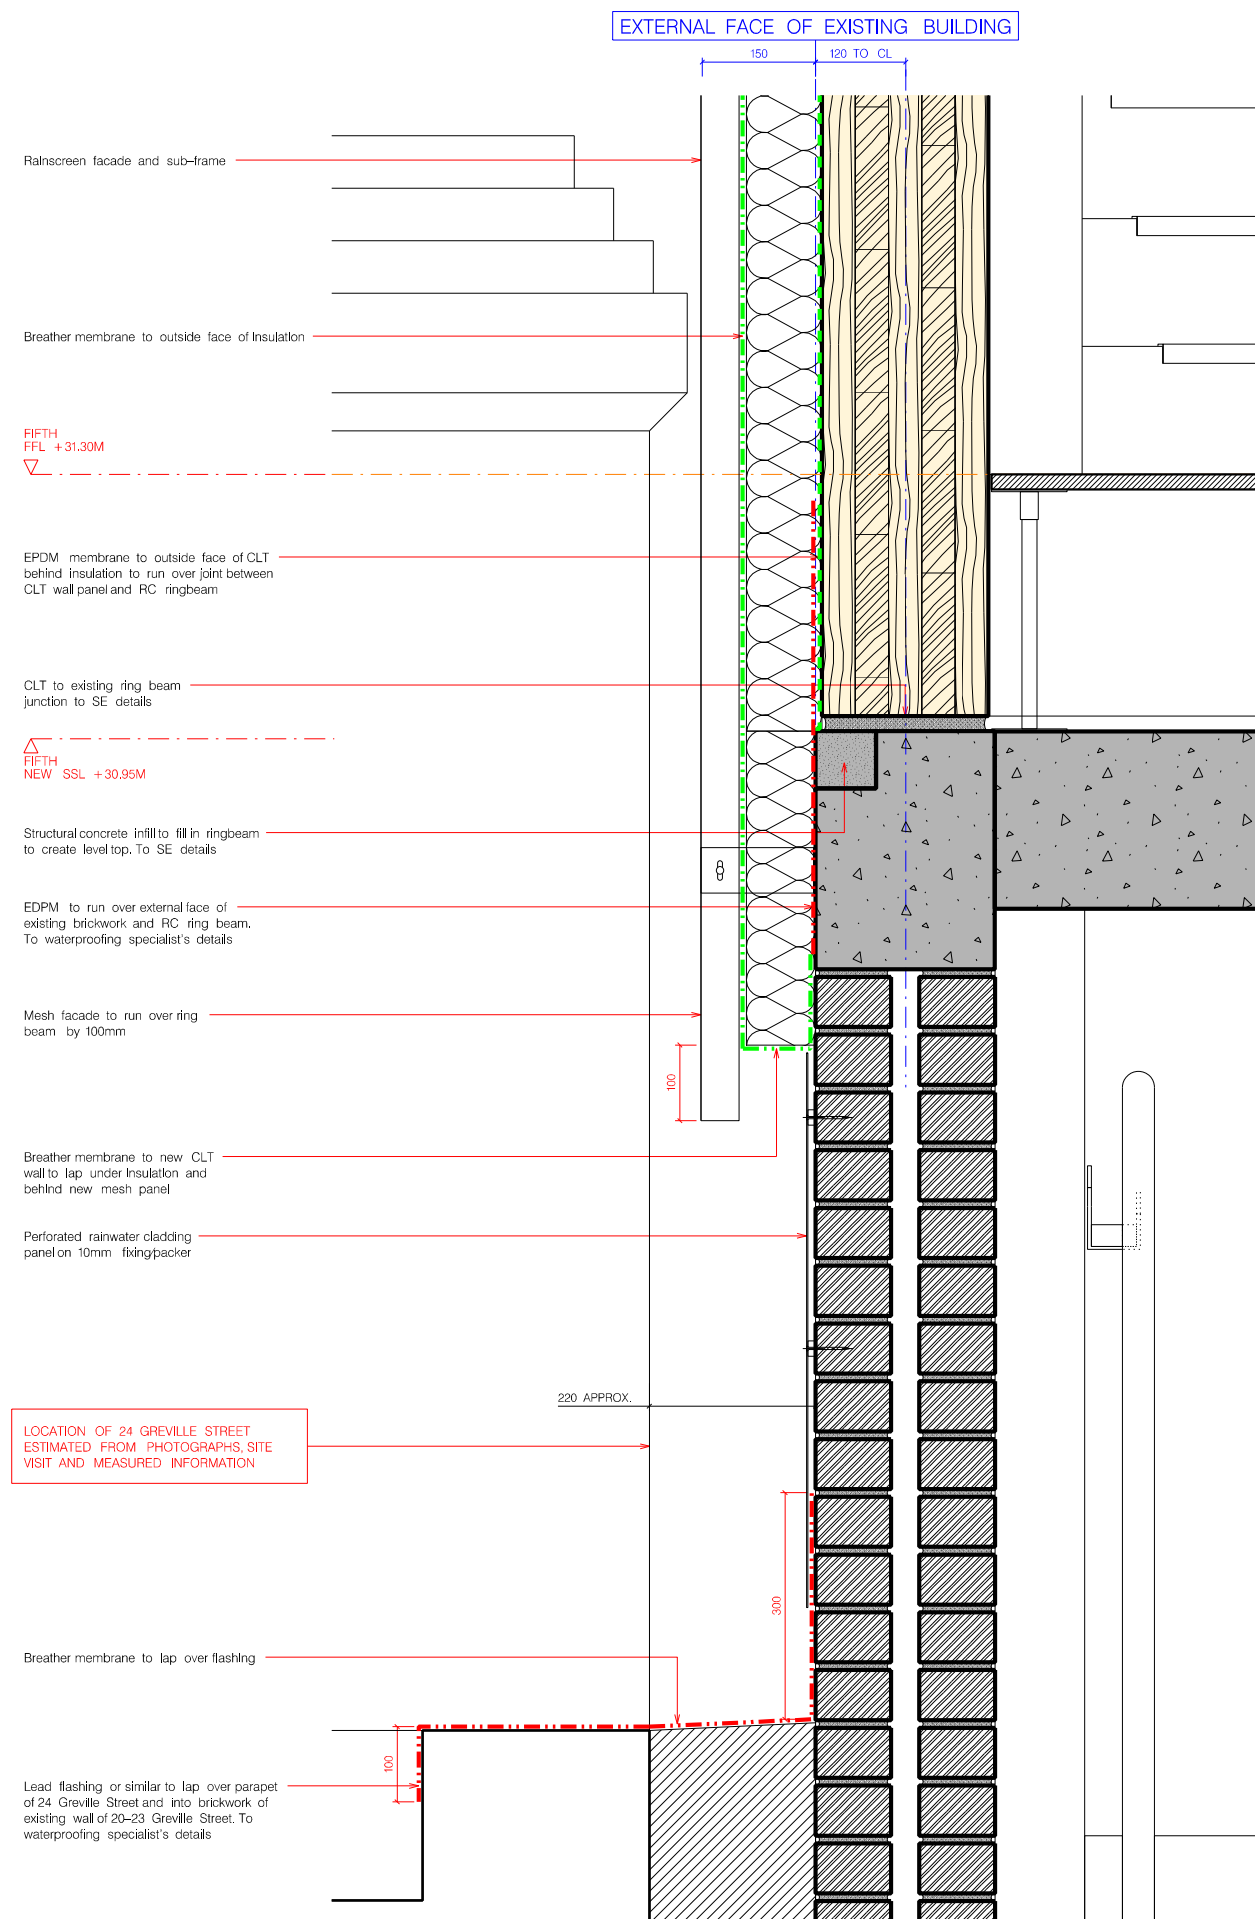 EXTERNAL FACE OF EXISTING BUILDING
150
120 TO CL
Rainscreen facade and sub-frame
Breather membrane to outside face of insulation
FIFTH
FFL +31.30M
EPDM membrane to outside face of CLT
behind insulation to run over joint between
CLT wall panel and RC ringbeam
CLT to existing ring beam
junction to SE details
FIFTH
NEW SSL +30.95M
Structural concrete infill to fill in ringbeam
to create level top. To SE details
EDPM to run over external face of
existing brickwork and RC ring beam.
To waterproofing specialist's details
Mesh facade to run over ring
beam by 100mm
100
Breather membrane to new CLT
wall to lap under insulation and
behind new mesh panel
Perforated rainwater cladding
panel on 10mm fixing/packer
220 APPROX.
LOCATION OF 24 GREVILLE STREET
ESTIMATED FROM PHOTOGRAPHS, SITE
VISIT AND MEASURED INFORMATION
300
Breather membrane to lap over flashing
100
Lead flashing or similar to lap over parapet
of 24 Greville Street and into brickwork of
existing wall of 20-23 Greville Street. To
waterproofing specialist's details